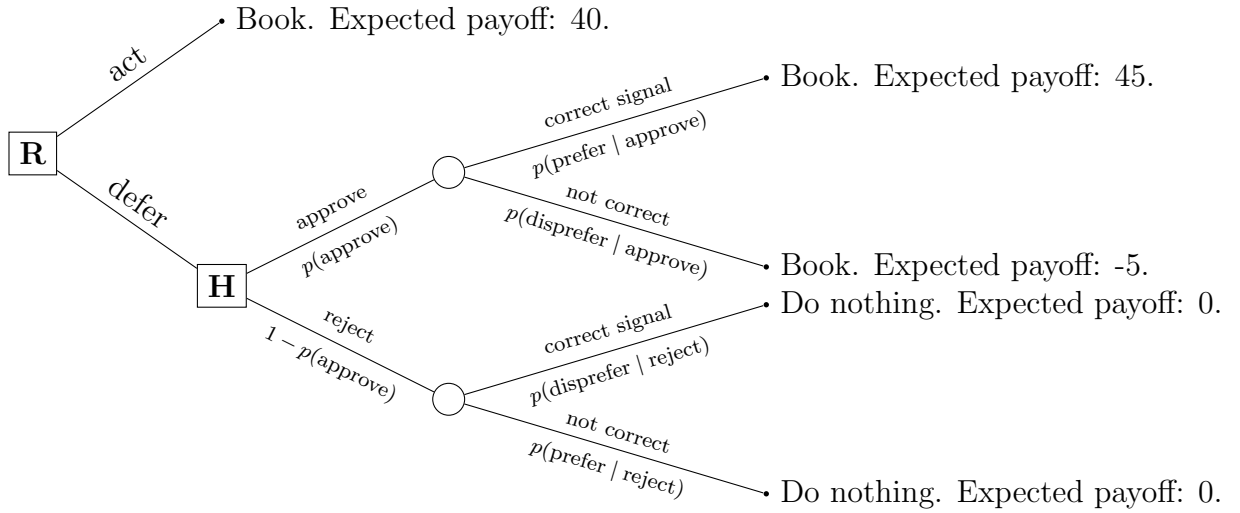 Book. Expected payoff: 40.
act
R
defer
H
approve
p(approve)
reject
1 − p(approve)
correct signal
p(prefer | approve)
Book. Expected payoff: 45.
not correct
p(disprefer | approve)
Book. Expected payoff: -5.
correct signal
p(disprefer | reject)
Do nothing. Expected payoff: 0.
not correct
p(prefer | reject)
Do nothing. Expected payoff: 0.